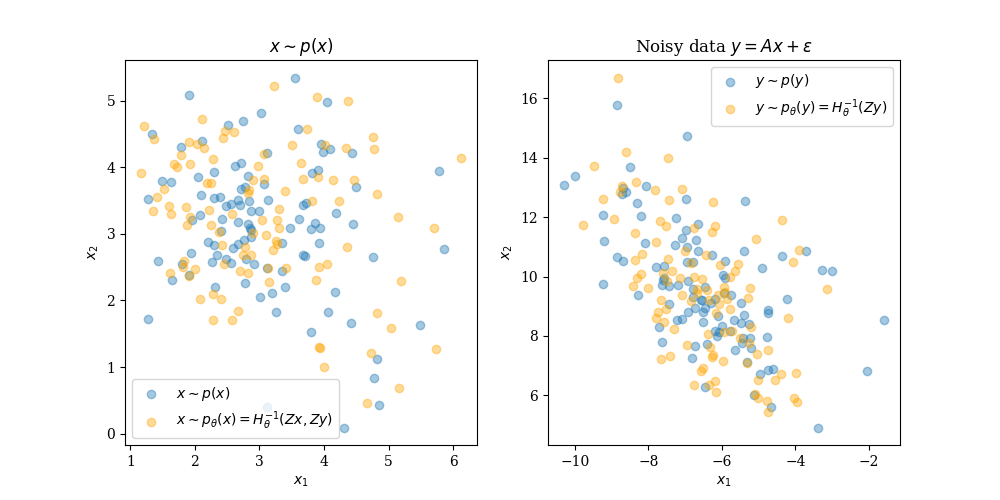 x ∼ p(x)
5
4
3
2
1
0
x₂
x ∼ p(x)
x ∼ pθ(x) = Hθ⁻¹(Zx, Zy)
1 2 3 4 5 6
x₁
Noisy data y = Ax + ε
16
14
12
10
8
6
x₂
y ∼ p(y)
y ∼ pθ(y) = Hθ⁻¹(Zy)
−10 −8 −6 −4 −2
x₁